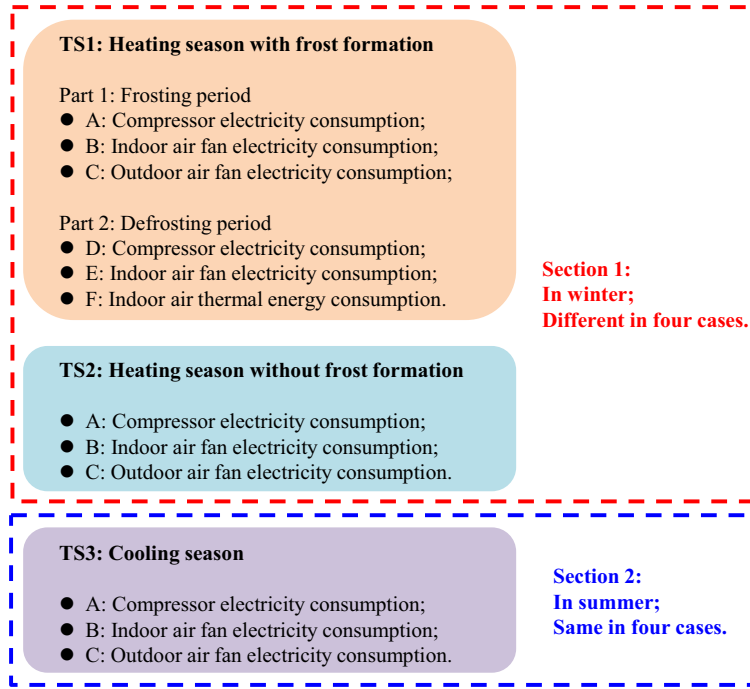 TS1: Heating season with frost formation
Part 1: Frosting period
● A: Compressor electricity consumption;
● B: Indoor air fan electricity consumption;
● C: Outdoor air fan electricity consumption;
Part 2: Defrosting period
● D: Compressor electricity consumption;
● E: Indoor air fan electricity consumption;
● F: Indoor air thermal energy consumption.
Section 1:
In winter;
Different in four cases.
TS2: Heating season without frost formation
● A: Compressor electricity consumption;
● B: Indoor air fan electricity consumption;
● C: Outdoor air fan electricity consumption.
TS3: Cooling season
● A: Compressor electricity consumption;
● B: Indoor air fan electricity consumption;
● C: Outdoor air fan electricity consumption.
Section 2:
In summer;
Same in four cases.